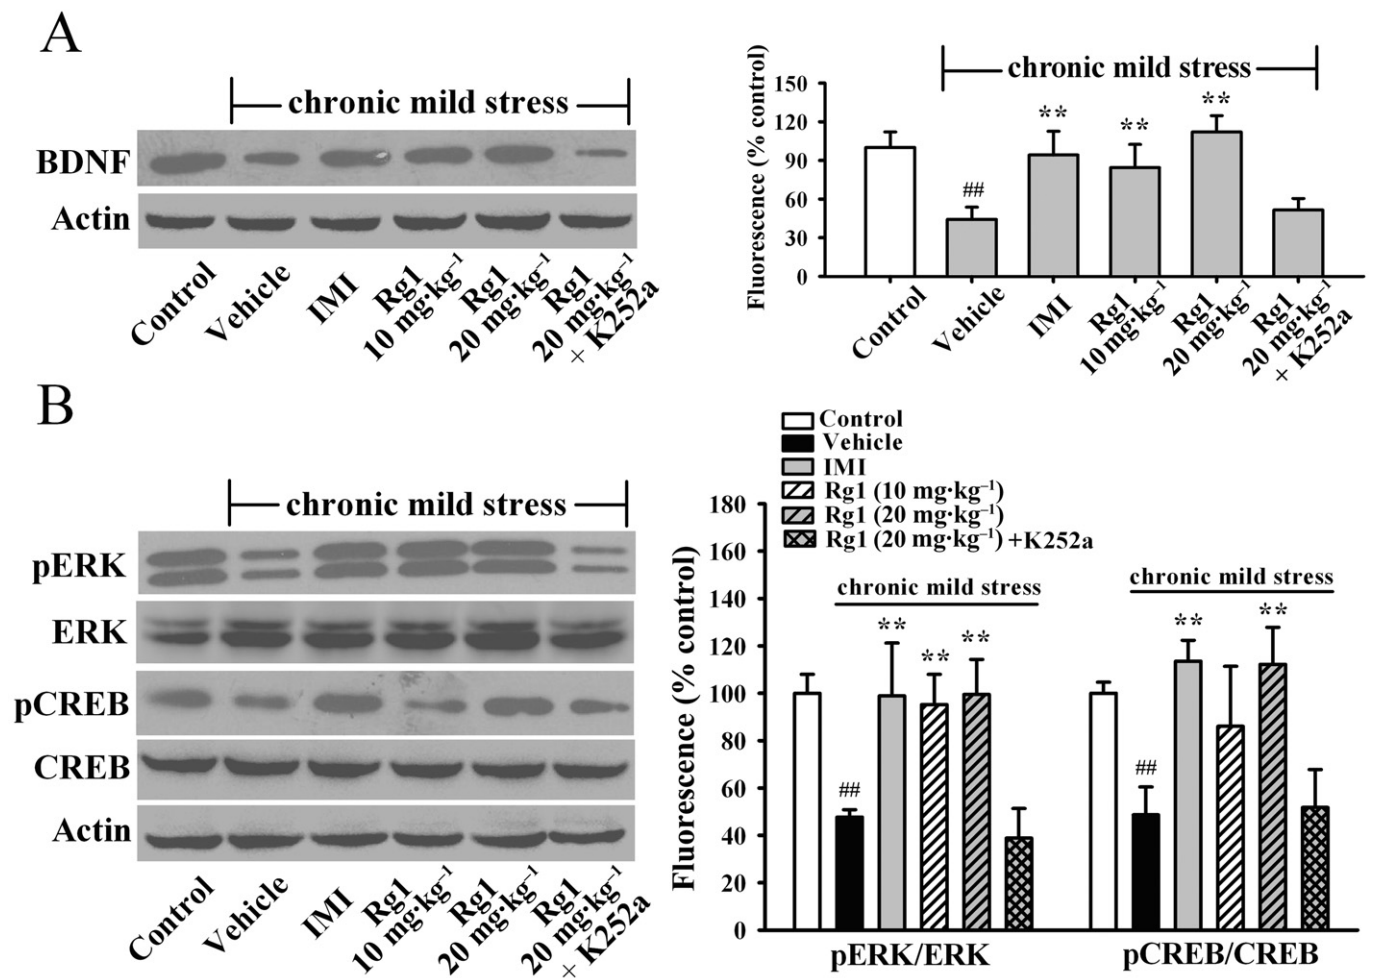 A
chronic mild stress
BDNF
Actin
Control
Vehicle
IMI
Rg1
10 mg·kg⁻¹
Rg1
20 mg·kg⁻¹
Rg1
20 mg·kg⁻¹
+ K252a
chronic mild stress
Fluorescence (% control)
150
120
90
60
30
0
##
**
**
**
Control
Vehicle
IMI
Rg1
10 mg·kg⁻¹
Rg1
20 mg·kg⁻¹
Rg1
20 mg·kg⁻¹
+ K252a
B
chronic mild stress
pERK
ERK
pCREB
CREB
Actin
Control
Vehicle
IMI
Rg1
10 mg·kg⁻¹
Rg1
20 mg·kg⁻¹
Rg1
20 mg·kg⁻¹
+ K252a
Control
Vehicle
IMI
Rg1 (10 mg·kg⁻¹)
Rg1 (20 mg·kg⁻¹)
Rg1 (20 mg·kg⁻¹) +K252a
Fluorescence (% control)
180
160
140
120
100
80
60
40
20
0
chronic mild stress
##
**
**
**
chronic mild stress
##
**
**
pERK/ERK
pCREB/CREB